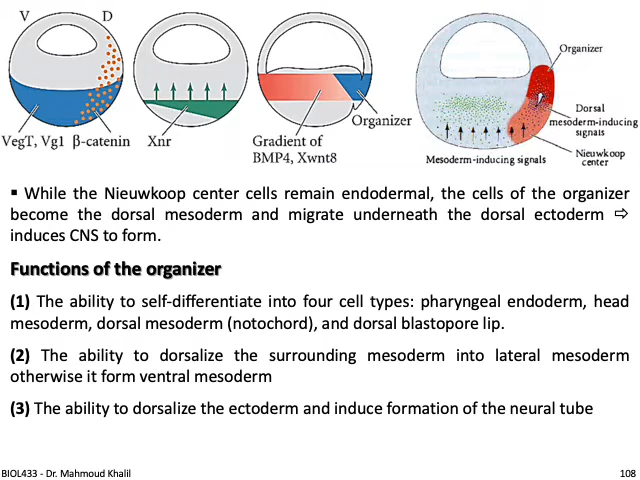 V D
VegT, Vg1 β-catenin
Xnr
Gradient of
BMP4, Xwnt8
Organizer
Organizer
Dorsal
mesoderm-inducing
signals
Nieuwkoop
center
Mesoderm-inducing signals
▪ While the Nieuwkoop center cells remain endodermal, the cells of the organizer
become the dorsal mesoderm and migrate underneath the dorsal ectoderm ⇨
induces CNS to form.
Functions of the organizer
(1) The ability to self-differentiate into four cell types: pharyngeal endoderm, head
mesoderm, dorsal mesoderm (notochord), and dorsal blastopore lip.
(2) The ability to dorsalize the surrounding mesoderm into lateral mesoderm
otherwise it form ventral mesoderm
(3) The ability to dorsalize the ectoderm and induce formation of the neural tube
BIOL433 - Dr. Mahmoud Khalil
108